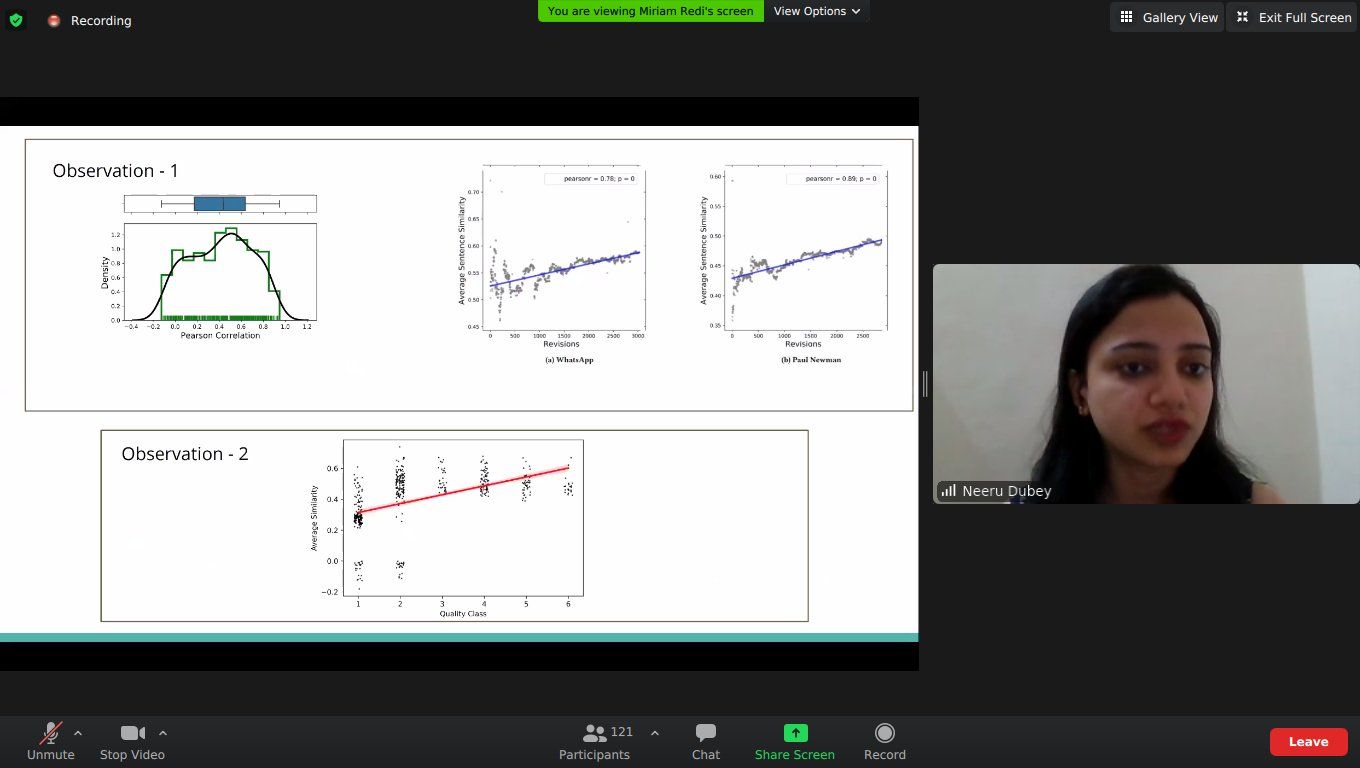 Recording
You are viewing Miriam Redi's screen
View Options
Gallery View
Exit Full Screen
Observation - 1
Density
1.2
1.0
0.8
0.6
0.4
0.2
0.0
−0.4 −0.2 0.0 0.2 0.4 0.6 0.8 1.0 1.2
Pearson Correlation
pearsonr = 0.78; p = 0
Average Sentence Similarity
0.70
0.65
0.60
0.55
0.50
0.45
0 500 1000 1500 2000 2500 3000
Revisions
(a) WhatsApp
pearsonr = 0.89; p = 0
Average Sentence Similarity
0.60
0.55
0.50
0.45
0.40
0.35
0 500 1000 1500 2000 2500
Revisions
(b) Paul Newman
Observation - 2
Average Similarity
0.6
0.4
0.2
0.0
−0.2
1 2 3 4 5 6
Quality Class
Neeru Dubey
Unmute
Stop Video
121
Participants
Chat
Share Screen
Record
Leave